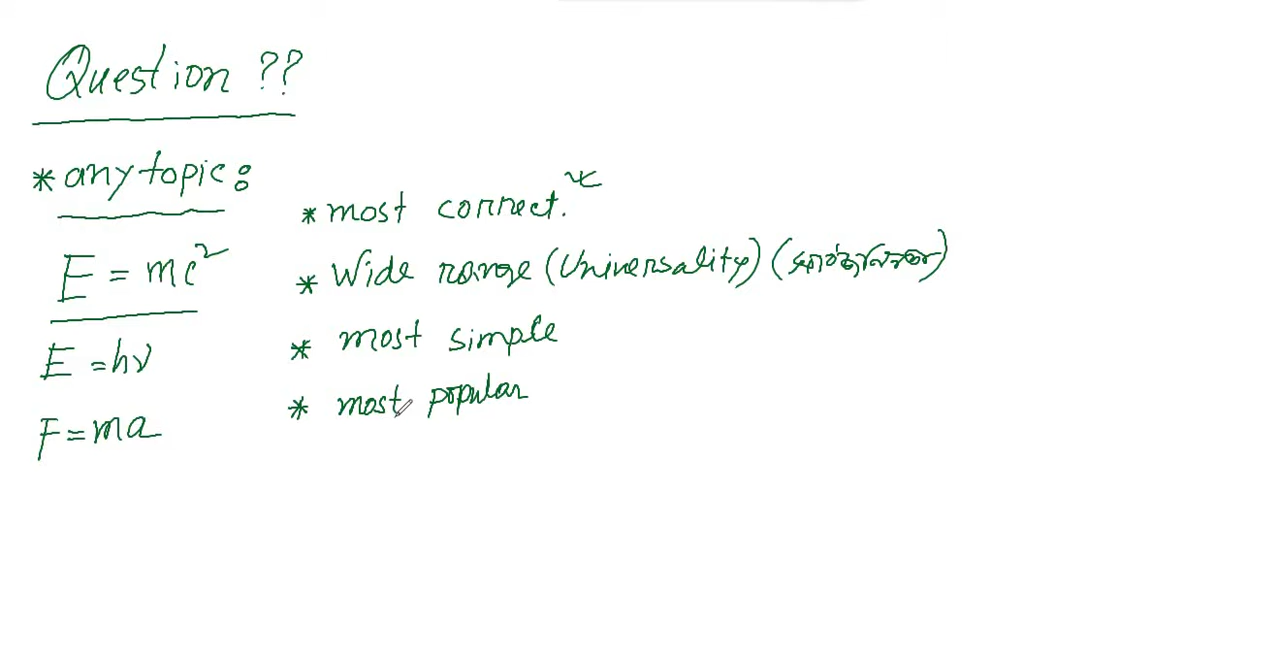 Question ??
* any topic:
* most correct.
E = mc²
* Wide range (Universality)
* most simple
E = hν
* most popular
F = ma